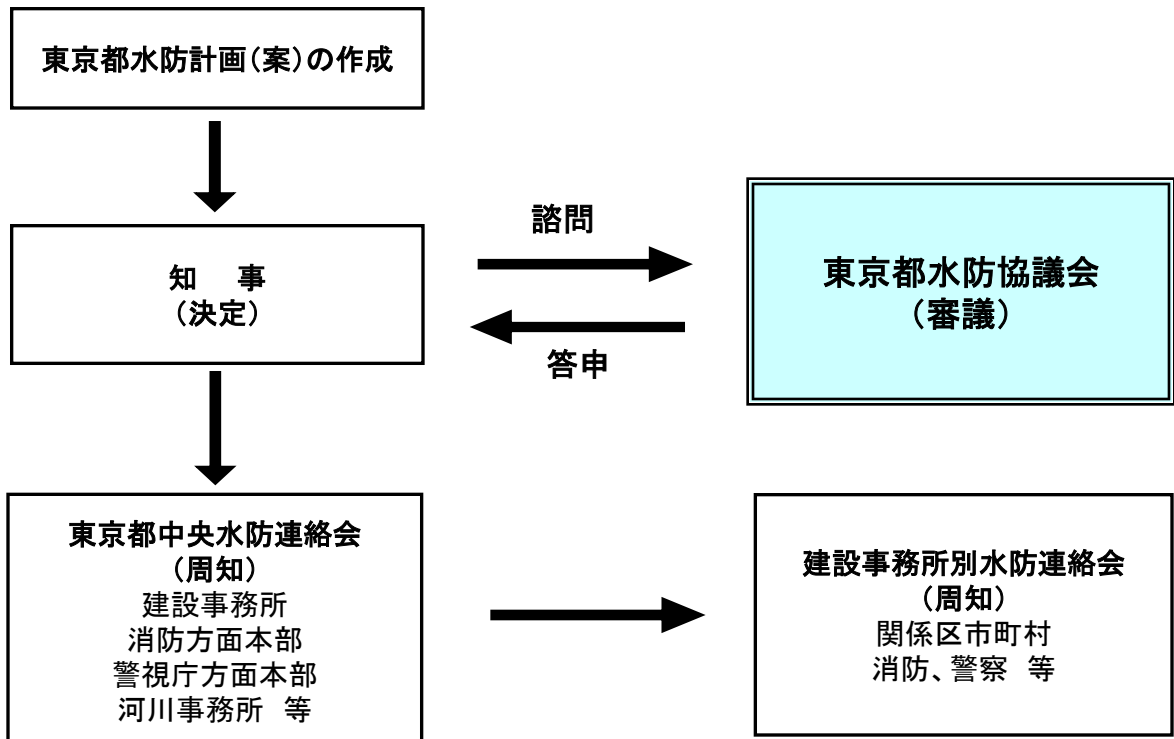 東京都水防計画（案）の作成
諮問
知　事
（決定）
東京都水防協議会
（審議）
答申
東京都中央水防連絡会
（周知）
建設事務所
消防方面本部
警視庁方面本部
河川事務所　等
建設事務所別水防連絡会
（周知）
関係区市町村
消防、警察　等